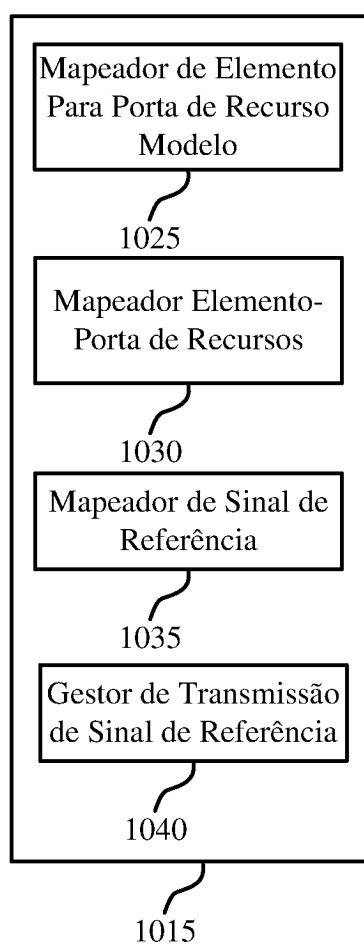 Mapeador de Elemento
Para Porta de Recurso
Modelo
1025
Mapeador Elemento-
Porta de Recursos
1030
Mapeador de Sinal de
Referência
1035
Gestor de Transmissão
de Sinal de Referência
1040
1015